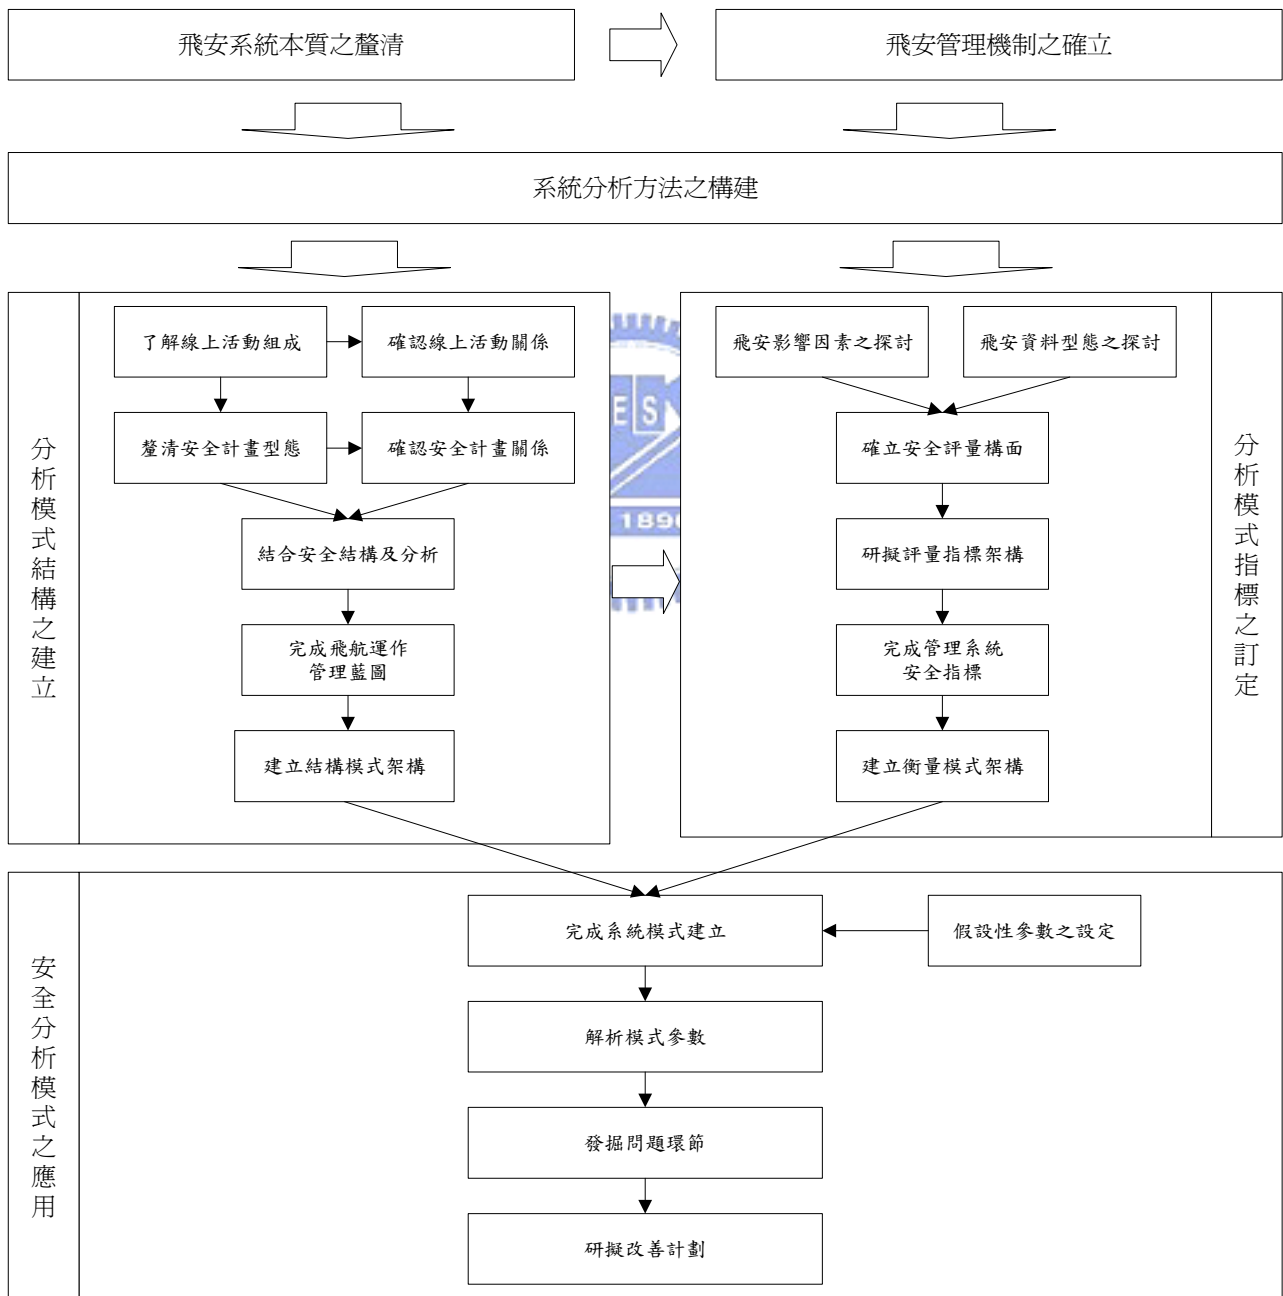 飛安系統本質之釐清
飛安管理機制之確立
系統分析方法之構建
分析模式結構之建立
了解線上活動組成
確認線上活動關係
釐清安全計畫型態
確認安全計畫關係
結合安全結構及分析
完成飛航運作
管理藍圖
建立結構模式架構
ES
1896
飛安影響因素之探討
飛安資料型態之探討
確立安全評量構面
研擬評量指標架構
完成管理系統
安全指標
建立衡量模式架構
分析模式指標之訂定
安全分析模式之應用
完成系統模式建立
假設性參數之設定
解析模式參數
發掘問題環節
研擬改善計劃